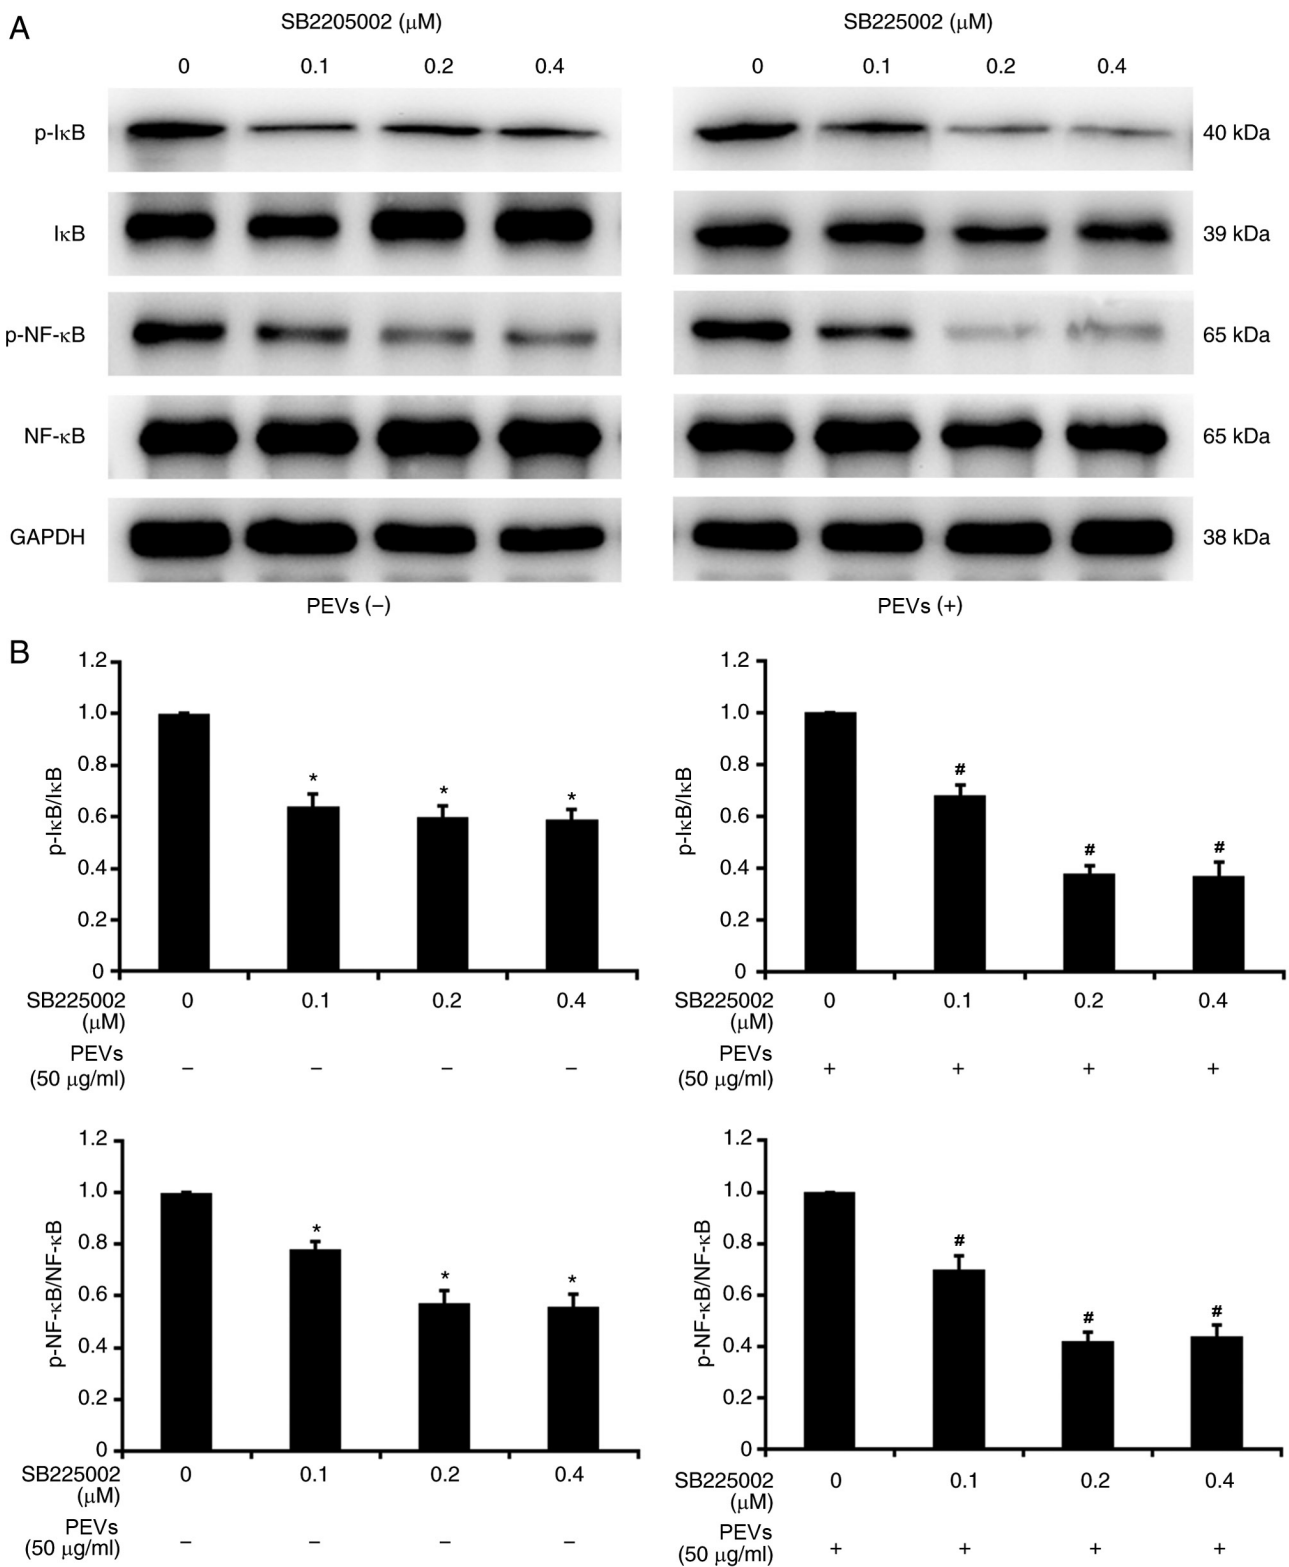 A
SB2205002 (μM)
SB225002 (μM)
0 0.1 0.2 0.4
0 0.1 0.2 0.4
p-IκB
40 kDa
IκB
39 kDa
p-NF-κB
65 kDa
NF-κB
65 kDa
GAPDH
38 kDa
PEVs (–)
PEVs (+)
B
1.2
1.0
0.8
0.6
0.4
0.2
0
p-IκB/IκB
* * *
SB225002 0 0.1 0.2 0.4
(μM)
PEVs
(50 μg/ml) – – – –
1.2
1.0
0.8
0.6
0.4
0.2
0
p-IκB/IκB
# # #
SB225002 0 0.1 0.2 0.4
(μM)
PEVs
(50 μg/ml) + + + +
1.2
1.0
0.8
0.6
0.4
0.2
0
p-NF-κB/NF-κB
* * *
SB225002 0 0.1 0.2 0.4
(μM)
PEVs
(50 μg/ml) – – – –
1.2
1.0
0.8
0.6
0.4
0.2
0
p-NF-κB/NF-κB
# # #
SB225002 0 0.1 0.2 0.4
(μM)
PEVs
(50 μg/ml) + + + +